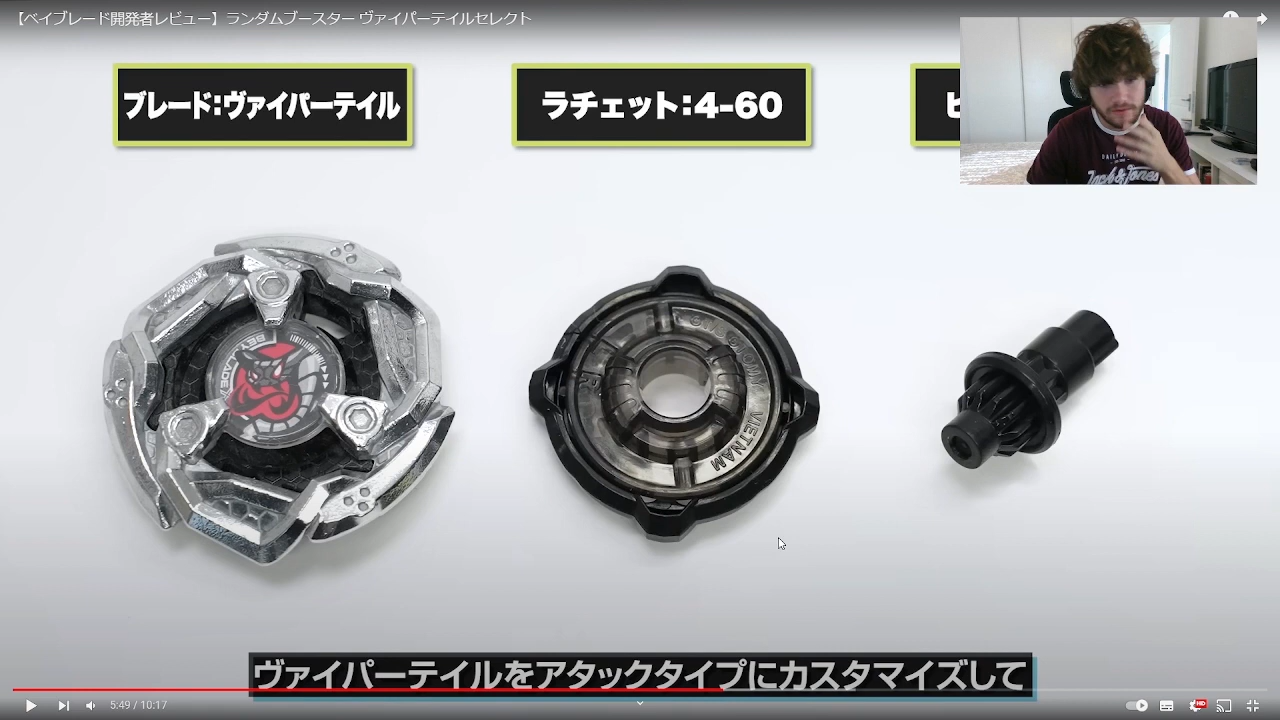 【ベイブレード開発者レビュー】ランダムブースター ヴァイパーテイルセレクト
ブレード:ヴァイパーテイル
ラチェット:4-60
ビ
BEYBLADE X
VIETNAM
Jack & Jones
ヴァイパーテイルをアタックタイプにカスタマイズして
5:49 / 10:17
HD